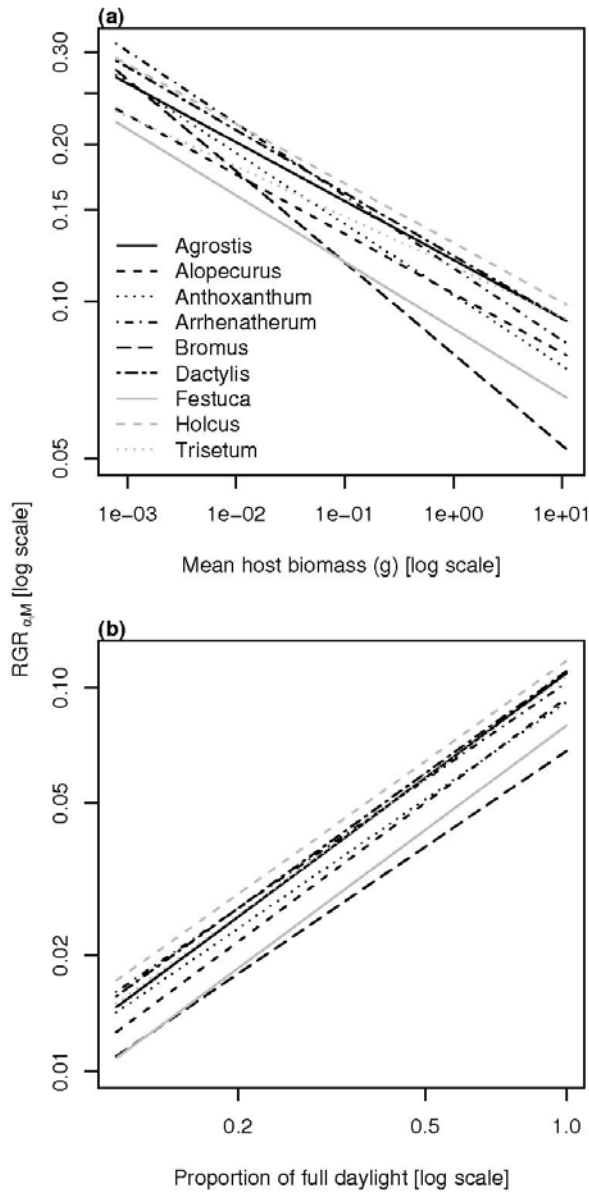 (a)
0.30
0.20
0.15
0.10
0.05
Agrostis
Alopecurus
Anthoxanthum
Arrhenatherum
Bromus
Dactylis
Festuca
Holcus
Trisetum
1e−03 1e−02 1e−01 1e+00 1e+01
Mean host biomass (g) [log scale]
RGR α,M [log scale]
(b)
0.10
0.05
0.02
0.01
0.2 0.5 1.0
Proportion of full daylight [log scale]